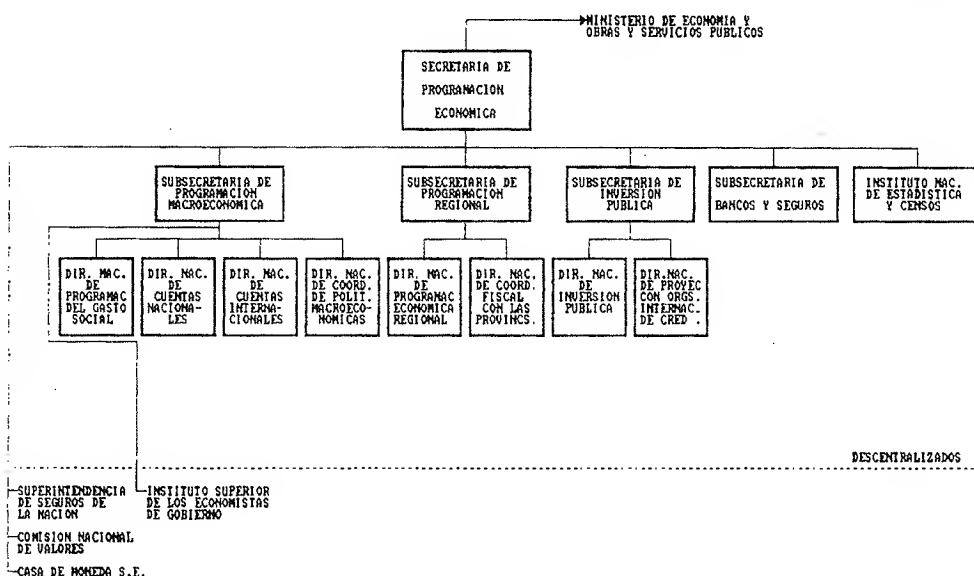 MINISTERIO DE ECONOMIA Y
OBRAS Y SERVICIOS PUBLICOS
SECRETARIA DE
PROGRAMACION
ECONOMICA
SUBSECRETARIA DE
PROGRAMACION
MACROECONOMICA
SUBSECRETARIA DE
PROGRAMACION
REGIONAL
SUBSECRETARIA DE
INVERSION
PUBLICA
SUBSECRETARIA DE
BANCOS Y SEGUROS
INSTITUTO NAC.
DE ESTADISTICA
Y CENSOS
DIR. NAC.
DE
PROGRAMAC
DEL GASTO
SOCIAL
DIR. NAC.
DE
CUENTAS
NACIONA-
LES
DIR. NAC.
DE
CUENTAS
INTERNA-
CIONALES
DIR. NAC.
DE COORD.
DE POLIT.
MACROECO-
NOMICAS
DIR. NAC.
DE
PROGRAMAC
ECONOMICA
REGIONAL
DIR. NAC.
DE COORD.
FISCAL
CON LAS
PROVINCS.
DIR. NAC.
DE
INVERSION
PUBLICA
DIR.NAC.
DE PROYEC
CON ORGS.
INTERNAC.
DE CRED .
DESCENTRALIZADOS
SUPERINTENDENCIA
DE SEGUROS DE
LA NACION
INSTITUTO SUPERIOR
DE LOS ECONOMISTAS
DE GOBIERNO
COMISION NACIONAL
DE VALORES
CASA DE MONEDA S.E.